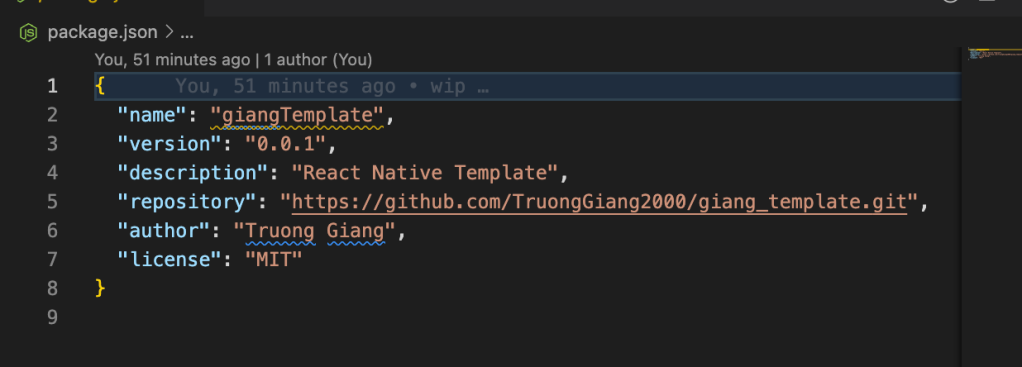 package.json > ...
You, 51 minutes ago | 1 author (You)
1 { You, 51 minutes ago • wip …
2 "name": "giangTemplate",
3 "version": "0.0.1",
4 "description": "React Native Template",
5 "repository": "https://github.com/TruongGiang2000/giang_template.git",
6 "author": "Truong Giang",
7 "license": "MIT"
8 }
9